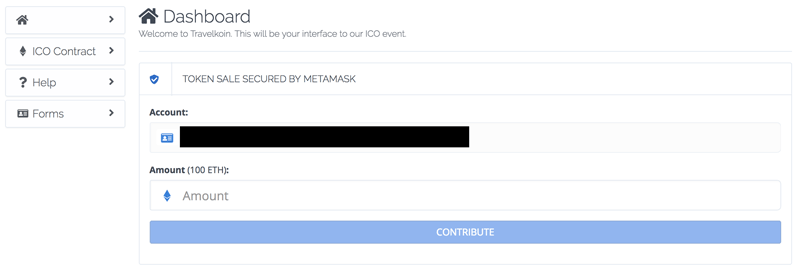 Dashboard
Welcome to Travelkoin. This will be your interface to our ICO event.
ICO Contract
Help
Forms
TOKEN SALE SECURED BY METAMASK
Account:
Amount (100 ETH):
Amount
CONTRIBUTE